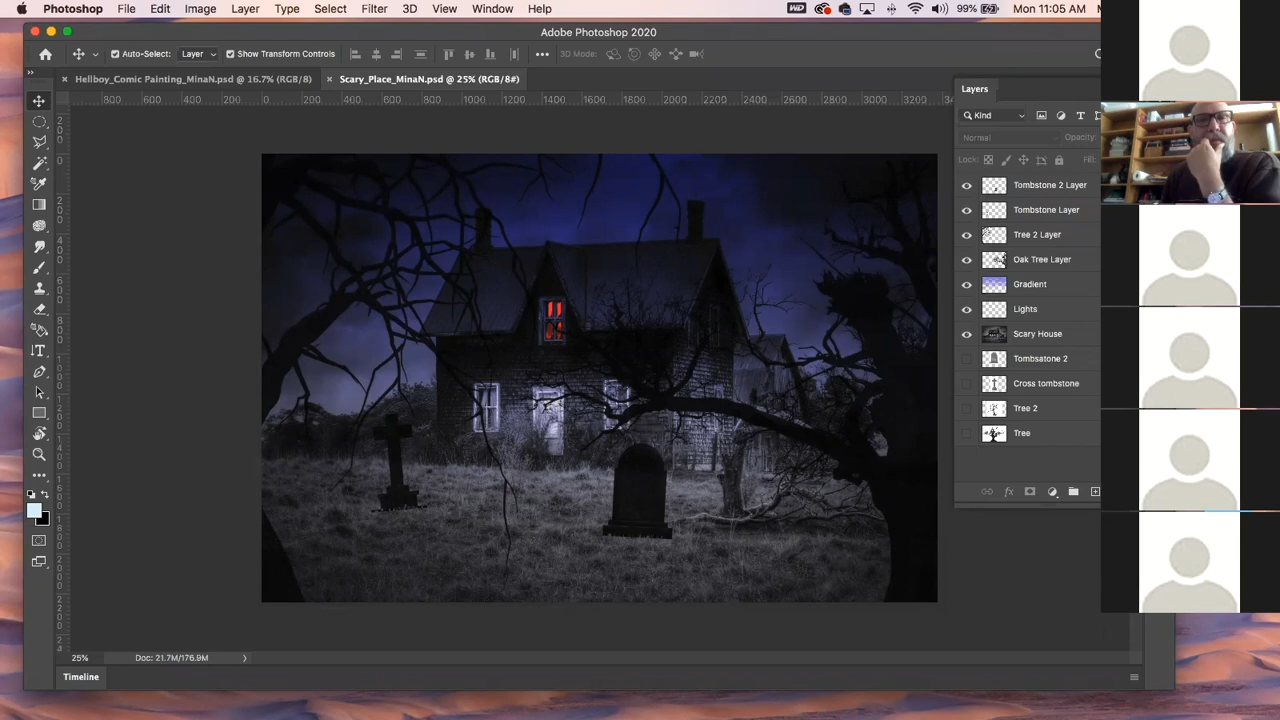 Photoshop File Edit Image Layer Type Select Filter 3D View Window Help 99% Mon 11:05 AM
Adobe Photoshop 2020
Auto-Select: Layer Show Transform Controls 3D Mode:
Hellboy_Comic Painting_MinaN.psd @ 16.7% (RGB/8) Scary_Place_MinaN.psd @ 25% (RGB/8#)
800 600 400 200 0 200 400 600 800 1000 1200 1400 1600 1800 2000 2200 2400 2600 2800 3000 3200
Layers
Kind
Normal Opacity:
Lock: Fill:
Tombstone 2 Layer
Tombstone Layer
Tree 2 Layer
Oak Tree Layer
Gradient
Lights
Scary House
Tombsatone 2
Cross tombstone
Tree 2
Tree
25% Doc: 21.7M/176.9M
Timeline